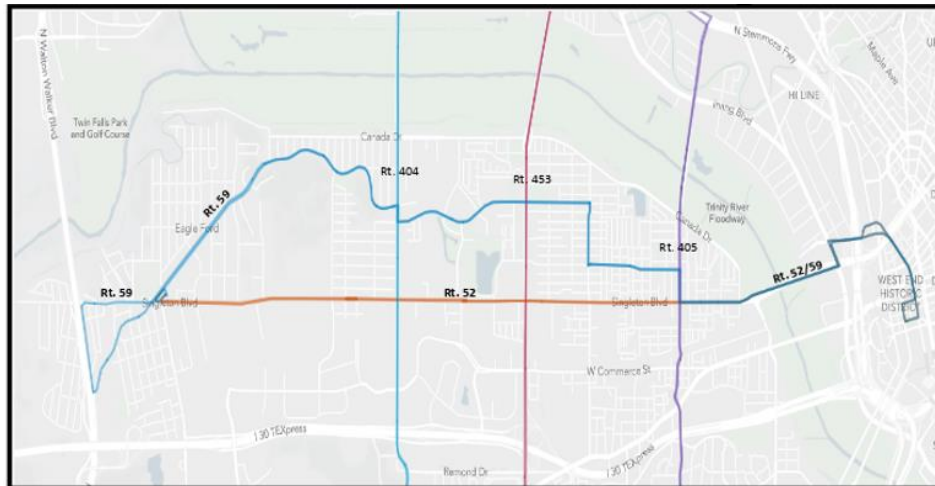 N Walton Walker Blvd
Twin Falls Park
and Golf Course
Canada Dr
Rt. 404
Rt. 453
Rt. 59
Eagle Ford
Rt. 405
Canada Dr
Trinity River
Floodway
N Stemmons Fwy
Irving Blvd
HI LINE
Maple Ave
Rt. 59
Singleton Blvd
Rt. 52
Singleton Blvd
Rt. 52/59
WEST END
HISTORIC
DISTRICT
W Commerce St
I 30 TEXpress
Remond Dr
I 30 TEXpress